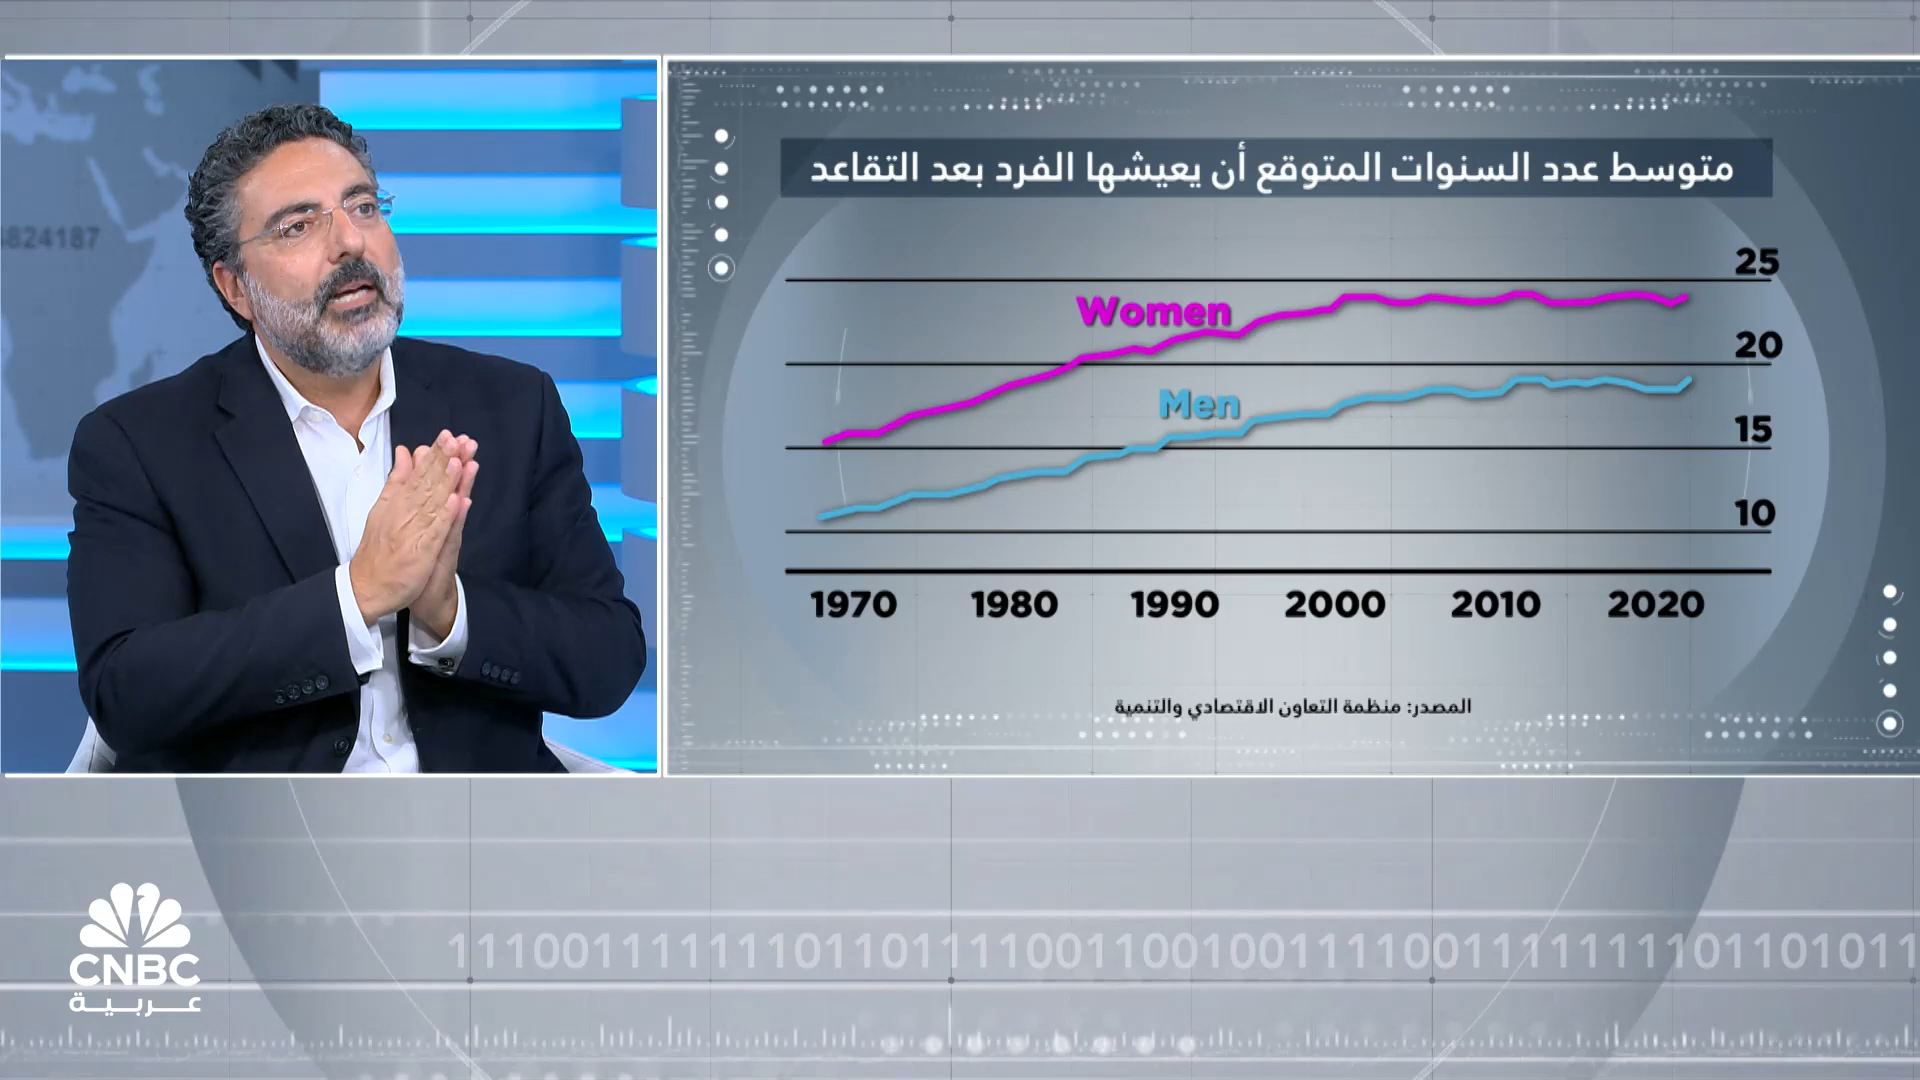 متوسط عدد السنوات المتوقع أن يعيشها الفرد بعد التقاعد
25
Women
20
Men
15
10
1970 1980 1990 2000 2010 2020
المصدر: منظمة التعاون الاقتصادي والتنمية
824187
CNBC
عربية